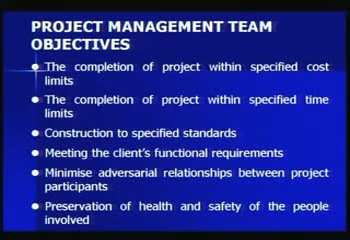 PROJECT MANAGEMENT TEAM
OBJECTIVES
The completion of project within specified cost
limits
The completion of project within specified time
limits
Construction to specified standards
Meeting the client's functional requirements
Minimise adversarial relationships between project
participants
Preservation of health and safety of the people
involved